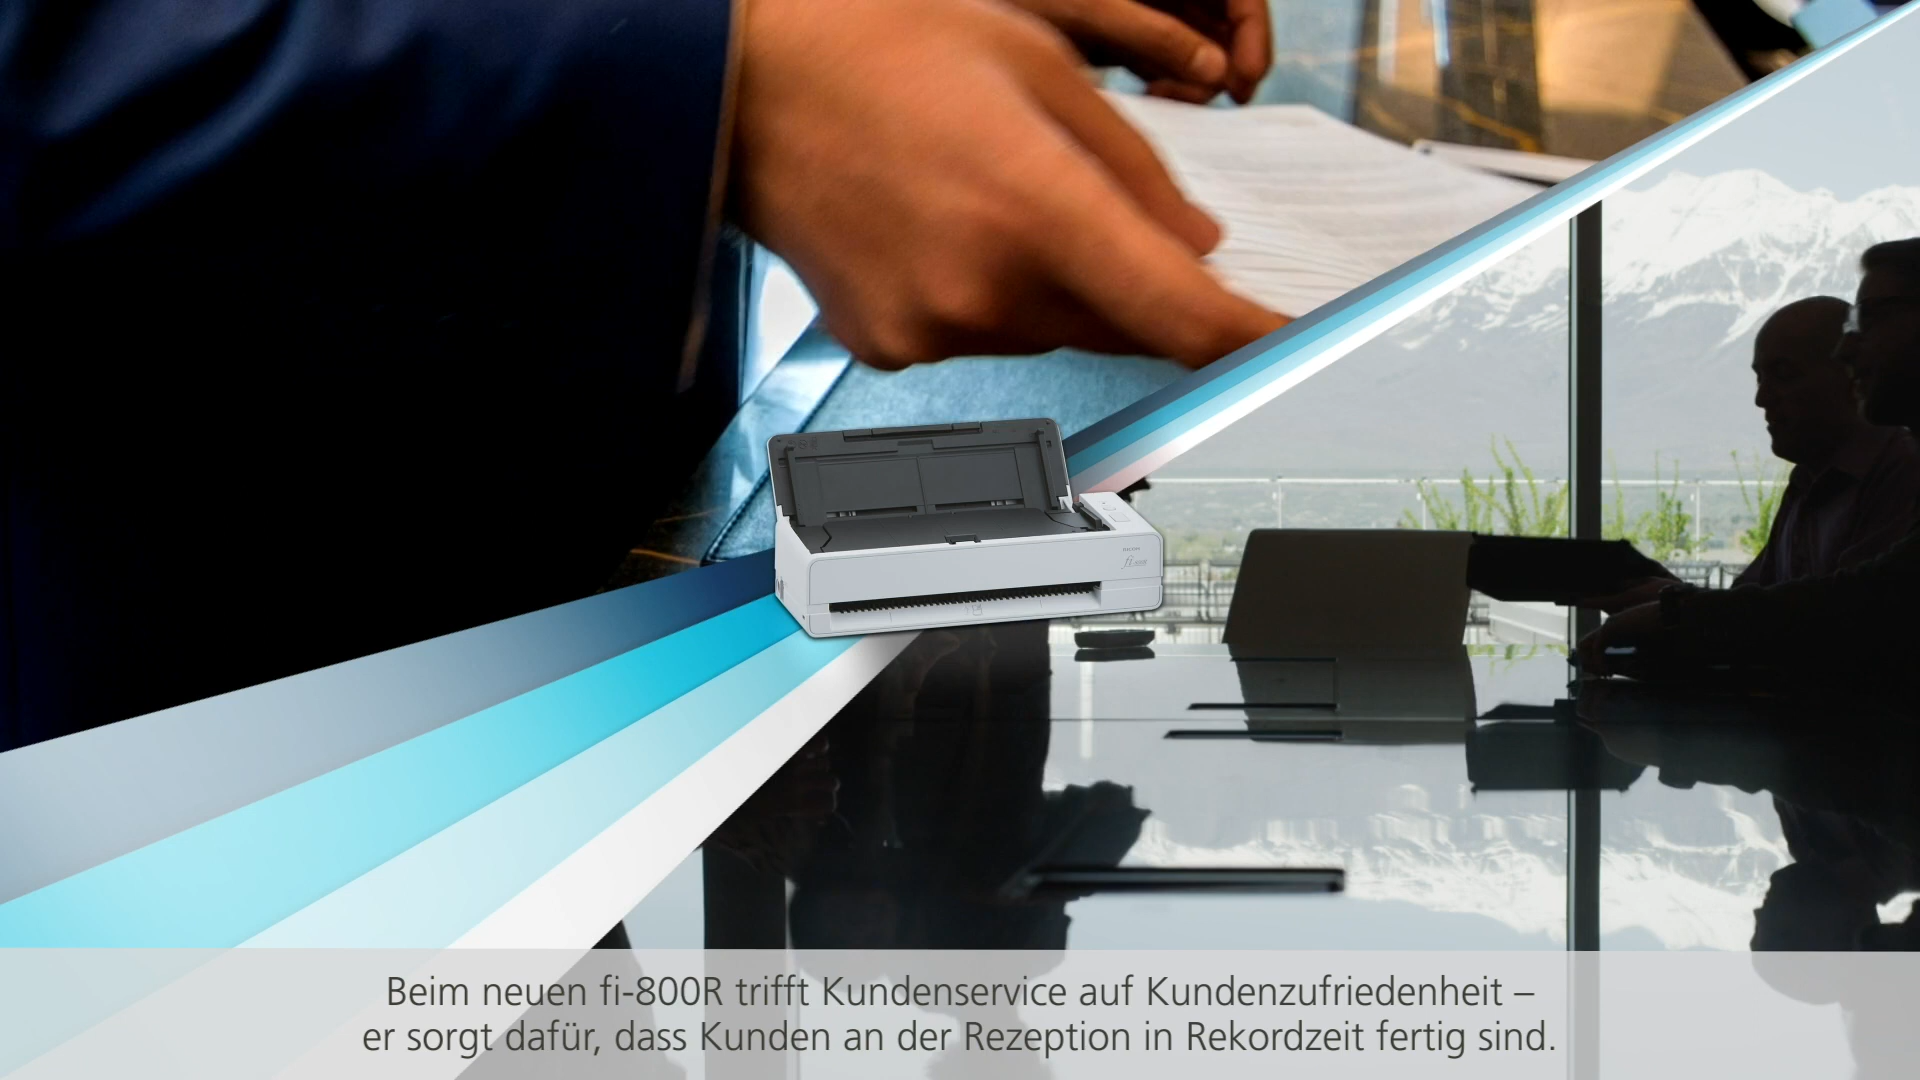 fi
Beim neuen fi-800R trifft Kundenservice auf Kundenzufriedenheit –
er sorgt dafür, dass Kunden an der Rezeption in Rekordzeit fertig sind.